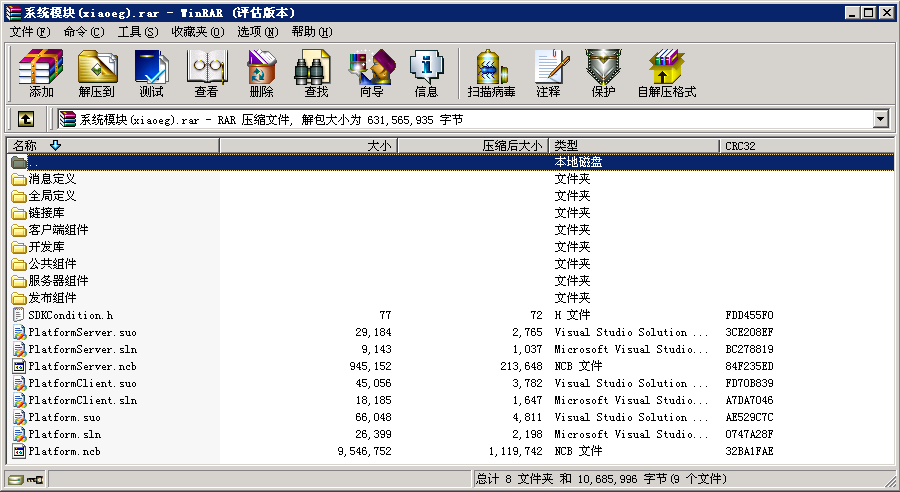 系统模块(xiaoeg).rar - WinRAR (评估版本)
文件(F) 命令(C) 工具(S) 收藏夹(O) 选项(N) 帮助(H)
添加 解压到 测试 查看 删除 查找 向导 信息 扫描病毒 注释 保护 自解压格式
系统模块(xiaoeg).rar - RAR 压缩文件, 解包大小为 631,565,935 字节
名称 大小 压缩后大小 类型 CRC32
.. 本地磁盘
消息定义 文件夹
全局定义 文件夹
链接库 文件夹
客户端组件 文件夹
开发库 文件夹
公共组件 文件夹
服务器组件 文件夹
发布组件 文件夹
SDKCondition.h 77 72 H 文件 FDD455F0
PlatformServer.suo 29,184 2,765 Visual Studio Solution ... 3CE208EF
PlatformServer.sln 9,143 1,037 Microsoft Visual Studio... BC278819
PlatformServer.ncb 945,152 213,648 NCB 文件 84F235ED
PlatformClient.suo 45,056 3,782 Visual Studio Solution ... FD70B839
PlatformClient.sln 18,185 1,647 Microsoft Visual Studio... A7DA7046
Platform.suo 66,048 4,811 Visual Studio Solution ... AE529C7C
Platform.sln 26,399 2,198 Microsoft Visual Studio... 0747A28F
Platform.ncb 9,546,752 1,119,742 NCB 文件 32BA1FAE
总计 8 文件夹 和 10,685,996 字节(9 个文件)